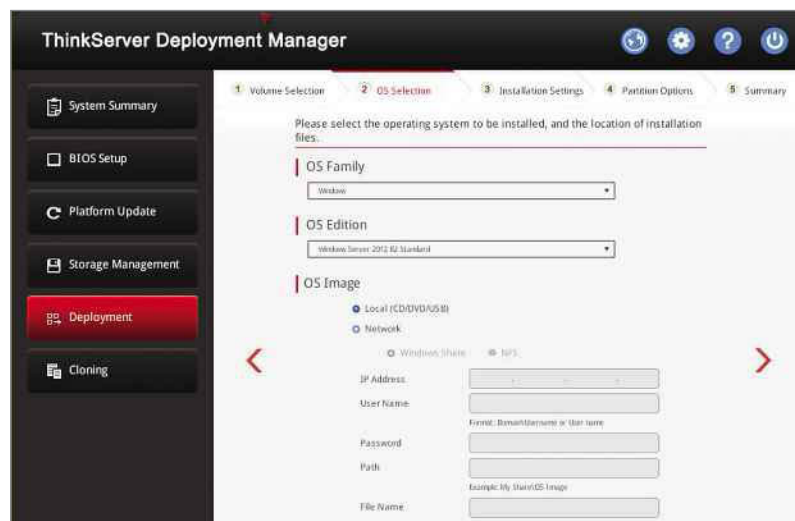 ThinkServer Deployment Manager
System Summary
BIOS Setup
Platform Update
Storage Management
Deployment
Cloning
1 Volume Selection
2 OS Selection
3 Installation Settings
4 Partition Options
5 Summary
Please select the operating system to be installed, and the location of installation
files.
OS Family
Window
OS Edition
Window Server 2012 R2 Standard
OS Image
Local (CD/DVD/USB)
Network
Windows Share
NFS
IP Address
User Name
Format: Domain\Username or User name
Password
Path
Example: My Share\OS Image
File Name